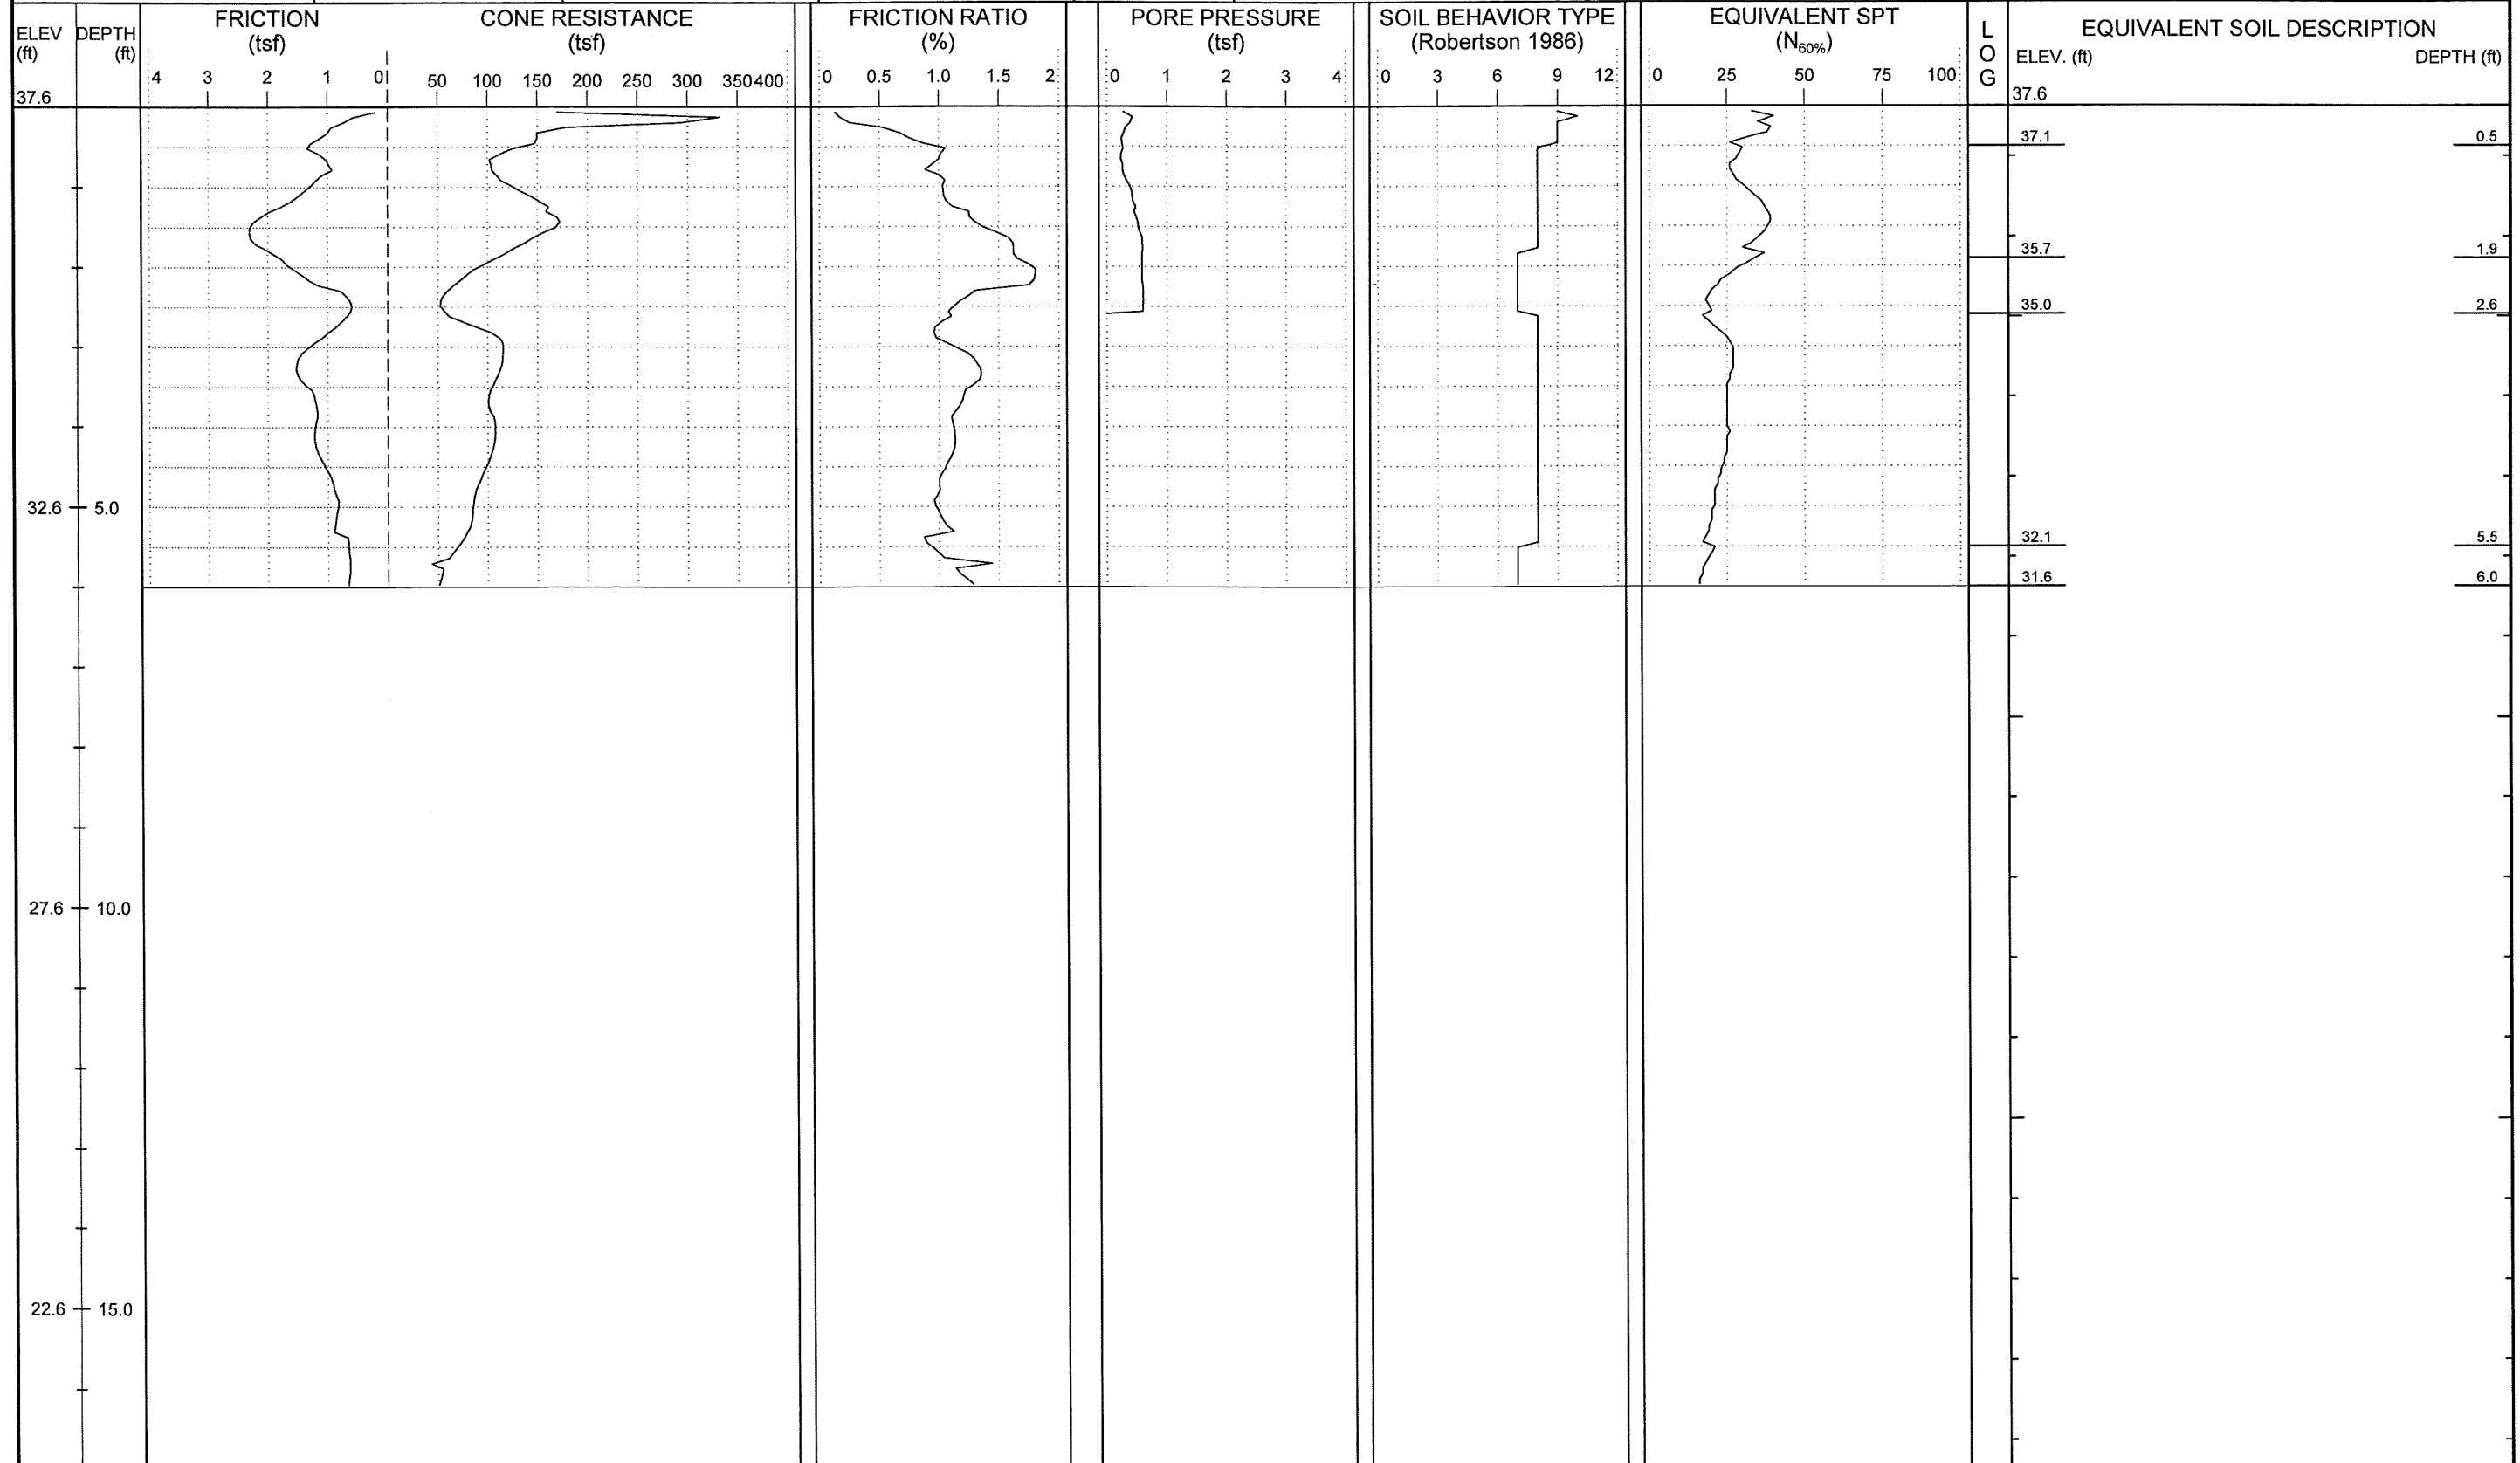 ELEV (ft)
DEPTH (ft)
FRICTION
(tsf)
CONE RESISTANCE
(tsf)
FRICTION RATIO
(%)
PORE PRESSURE
(tsf)
SOIL BEHAVIOR TYPE
(Robertson 1986)
EQUIVALENT SPT
(N60%)
LOG
EQUIVALENT SOIL DESCRIPTION
ELEV. (ft) DEPTH (ft)
4 3 2 1 0 50 100 150 200 250 300 350 400
0 0.5 1.0 1.5 2
0 1 2 3 4
0 3 6 9 12
0 25 50 75 100
37.6 37.6
37.1 0.5
35.7 1.9
35.0 2.6
32.6 5.0
32.1 5.5
31.6 6.0
27.6 10.0
22.6 15.0